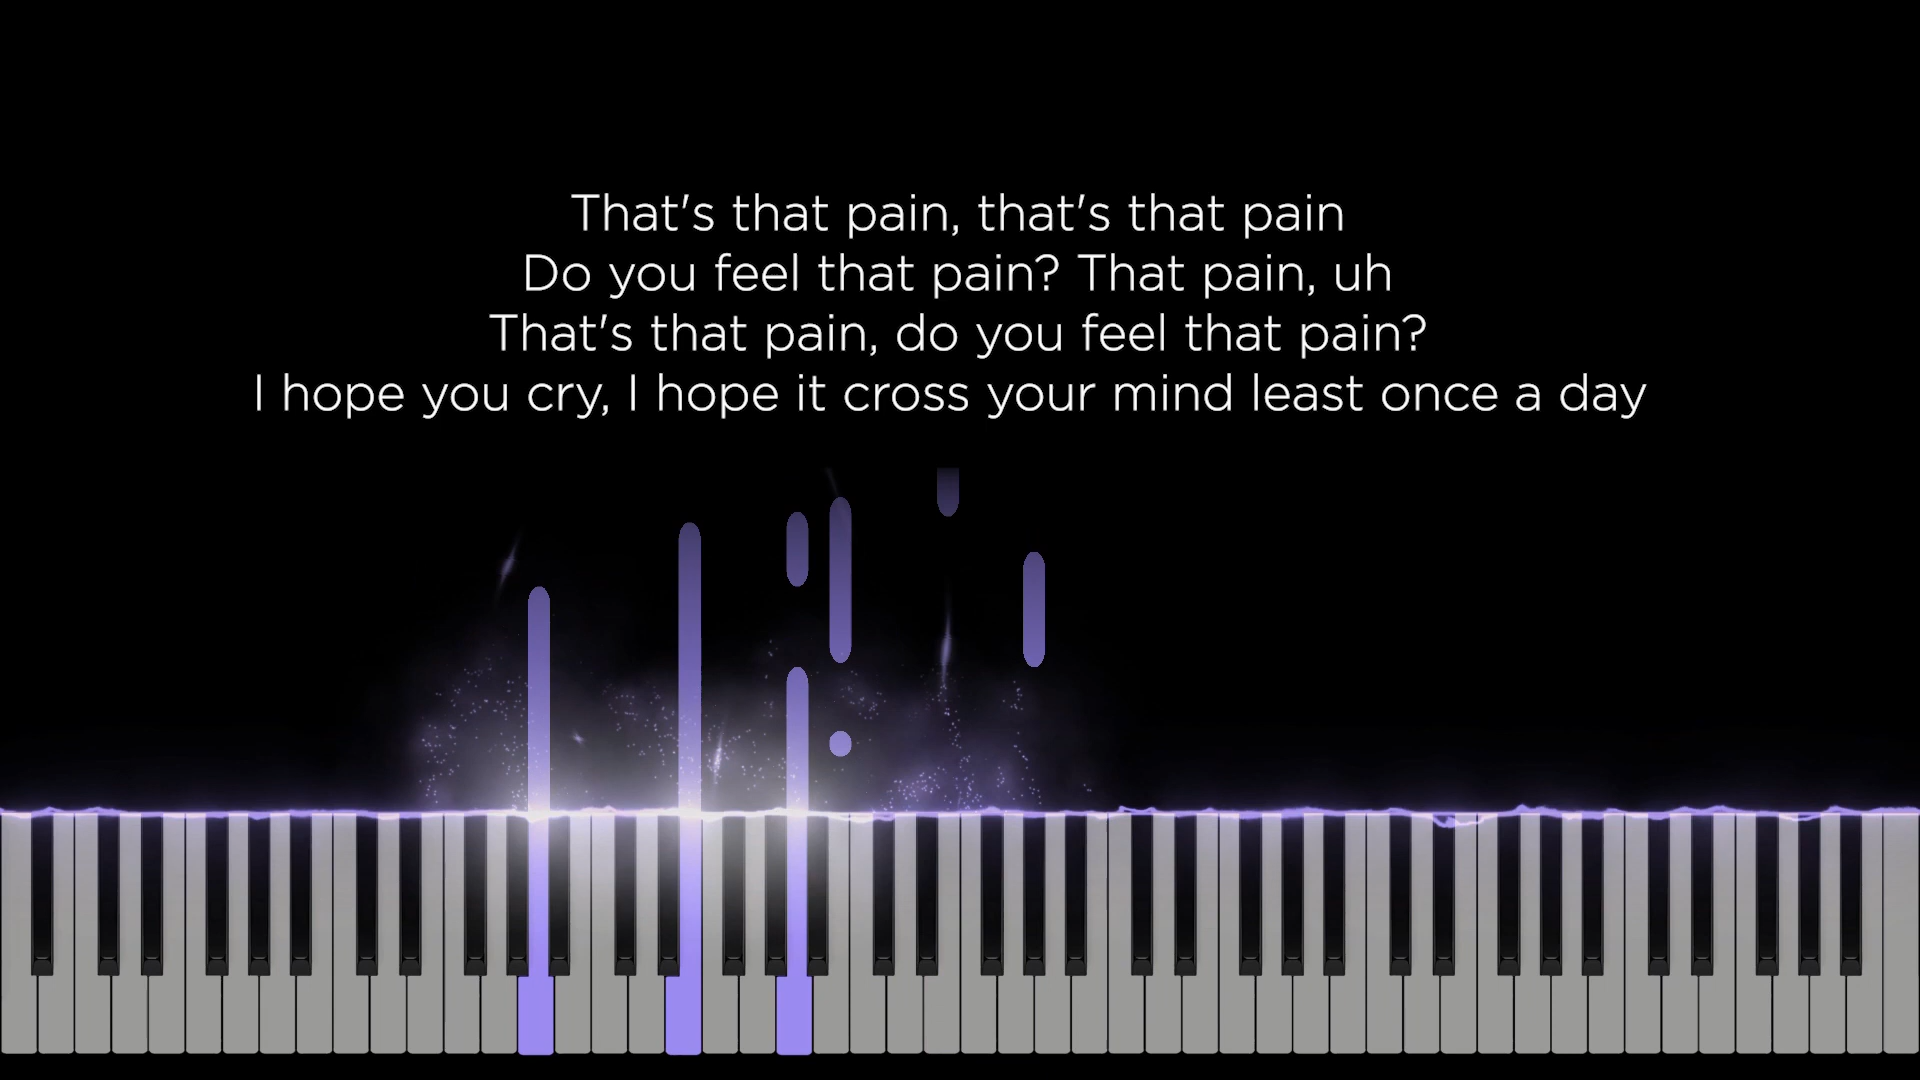 That's that pain, that's that pain
Do you feel that pain? That pain, uh
That's that pain, do you feel that pain?
I hope you cry, I hope it cross your mind least once a day